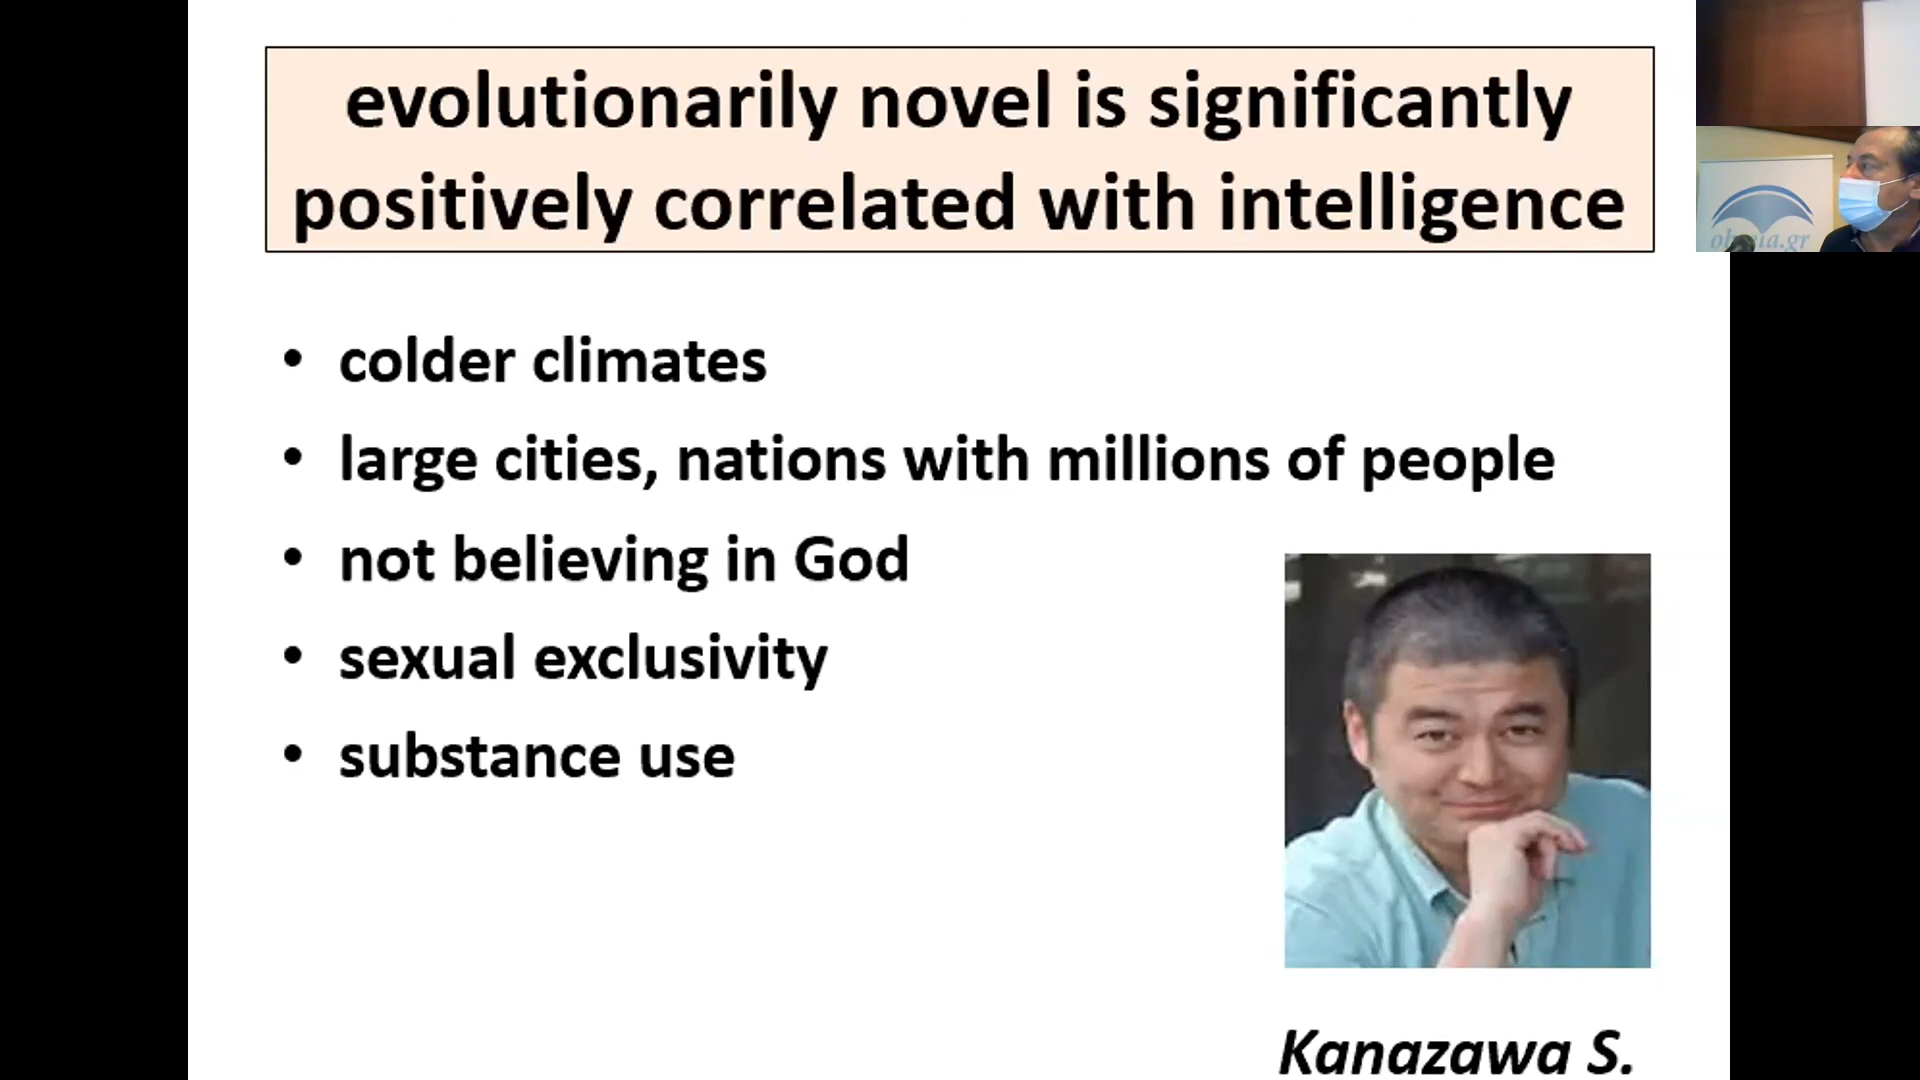 evolutionarily novel is significantly
positively correlated with intelligence
• colder climates
• large cities, nations with millions of people
• not believing in God
• sexual exclusivity
• substance use
Kanazawa S.